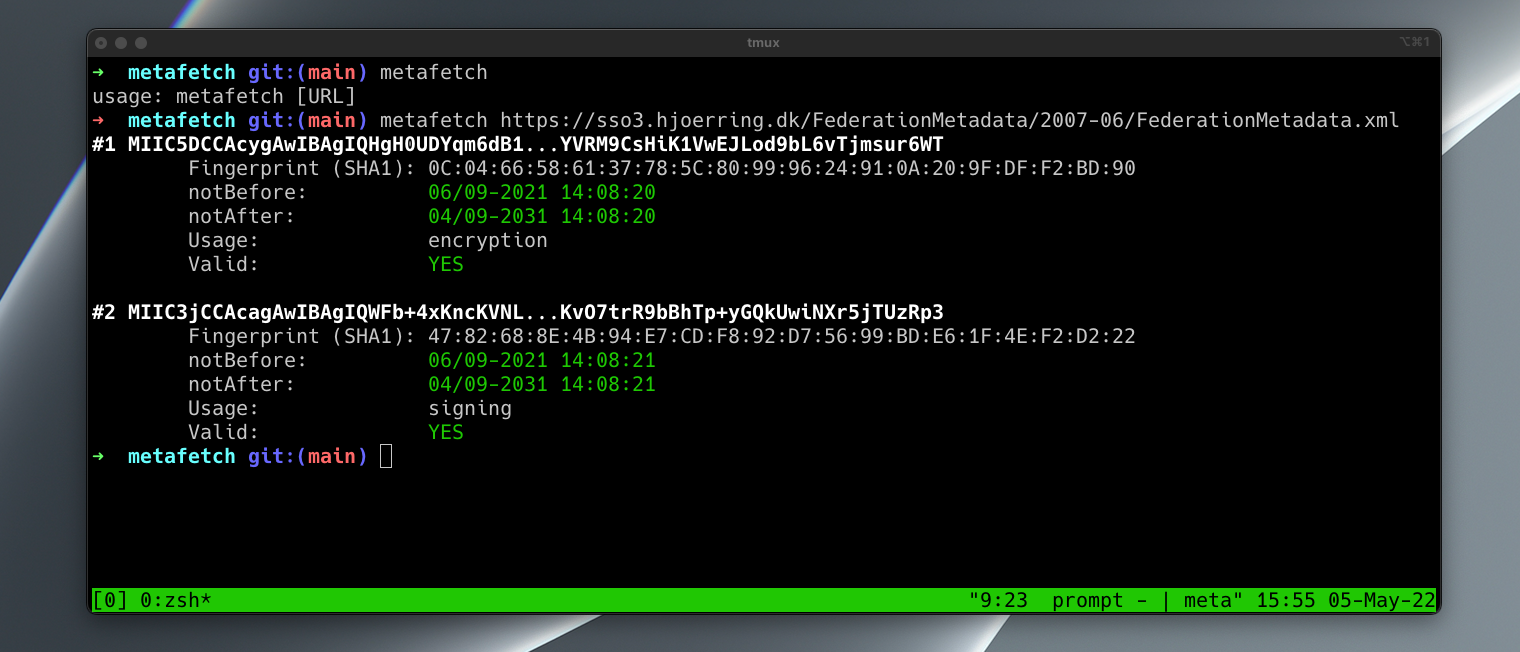 tmux ⌥⌘1
➜ metafetch git:(main) metafetch
usage: metafetch [URL]
➜ metafetch git:(main) metafetch https://sso3.hjoerring.dk/FederationMetadata/2007-06/FederationMetadata.xml
#1 MIIC5DCCAcygAwIBAgIQHgH0UDYqm6dB1...YVRM9CsHiK1VwEJLod9bL6vTjmsur6WT
Fingerprint (SHA1): 0C:04:66:58:61:37:78:5C:80:99:96:24:91:0A:20:9F:DF:F2:BD:90
notBefore: 06/09-2021 14:08:20
notAfter: 04/09-2031 14:08:20
Usage: encryption
Valid: YES
#2 MIIC3jCCAcagAwIBAgIQWFb+4xKncKVNL...KvO7trR9bBhTp+yGQkUwiNXr5jTUzRp3
Fingerprint (SHA1): 47:82:68:8E:4B:94:E7:CD:F8:92:D7:56:99:BD:E6:1F:4E:F2:D2:22
notBefore: 06/09-2021 14:08:21
notAfter: 04/09-2031 14:08:21
Usage: signing
Valid: YES
➜ metafetch git:(main)
[0] 0:zsh* "9:23 prompt - | meta" 15:55 05-May-22